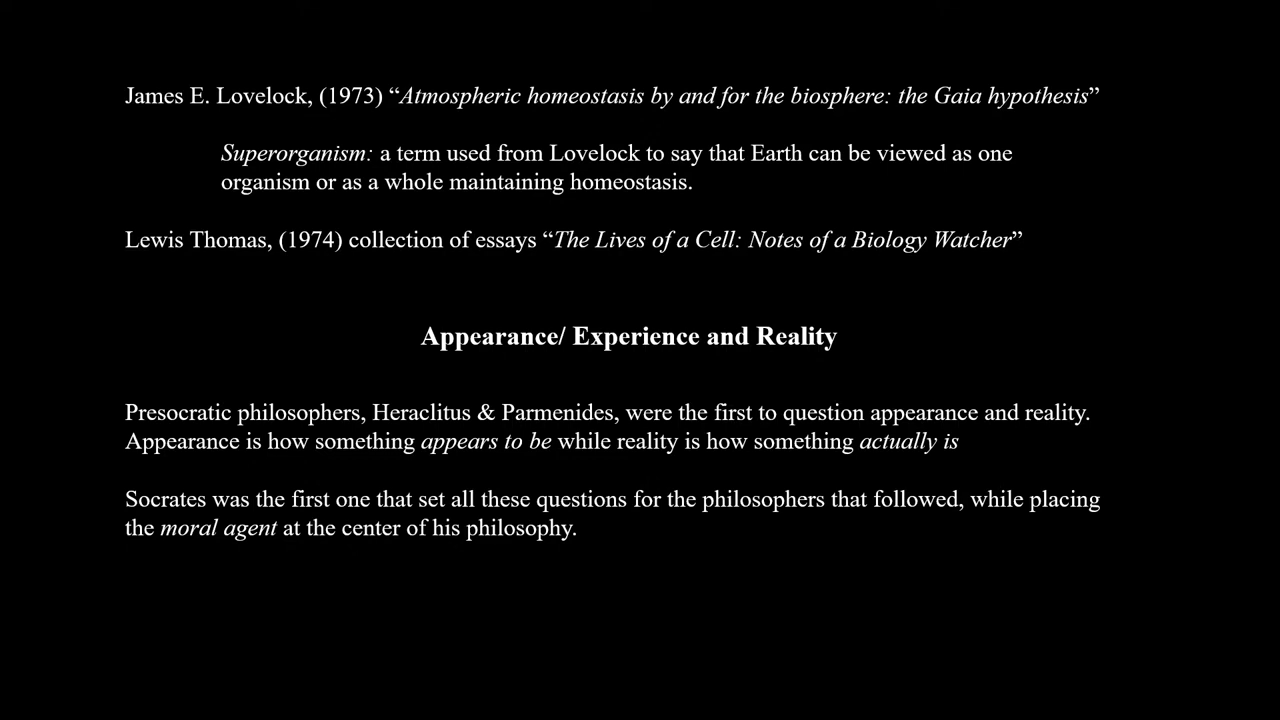 James E. Lovelock, (1973) “Atmospheric homeostasis by and for the biosphere: the Gaia hypothesis”
Superorganism: a term used from Lovelock to say that Earth can be viewed as one
organism or as a whole maintaining homeostasis.
Lewis Thomas, (1974) collection of essays “The Lives of a Cell: Notes of a Biology Watcher”
Appearance/ Experience and Reality
Presocratic philosophers, Heraclitus & Parmenides, were the first to question appearance and reality.
Appearance is how something appears to be while reality is how something actually is
Socrates was the first one that set all these questions for the philosophers that followed, while placing
the moral agent at the center of his philosophy.